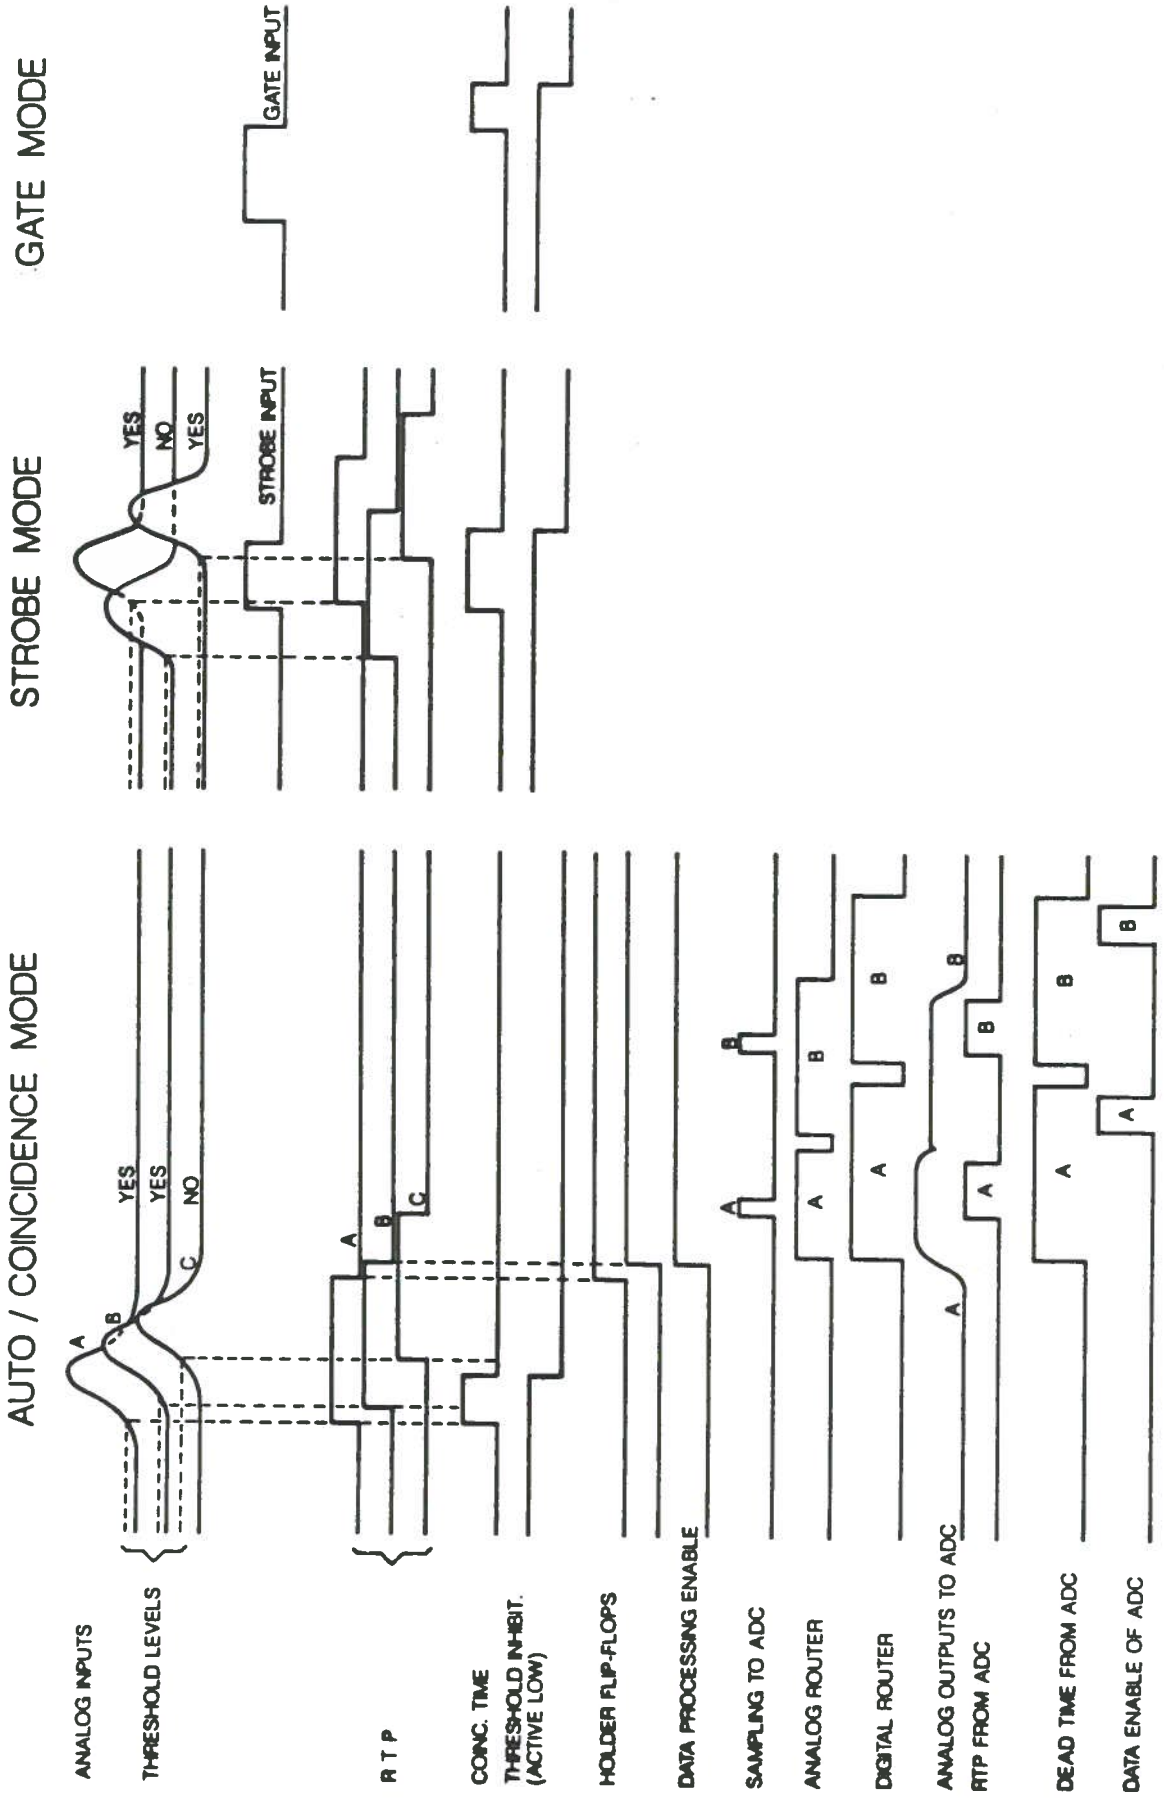 AUTO / COINCIDENCE MODE
STROBE MODE
GATE MODE
ANALOG INPUTS
A
B
C
YES
YES
NO
YES
NO
YES
THRESHOLD LEVELS
STROBE INPUT
GATE INPUT
R T P
A
B
C
COINC. TIME
THRESHOLD INHIBIT.
(ACTIVE LOW)
HOLDER FLIP-FLOPS
DATA PROCESSING ENABLE
SAMPLING TO ADC
A
B
ANALOG ROUTER
A
B
DIGITAL ROUTER
A
B
ANALOG OUTPUTS TO ADC
A
B
RTP FROM ADC
A
B
DEAD TIME FROM ADC
A
B
DATA ENABLE OF ADC
A
B